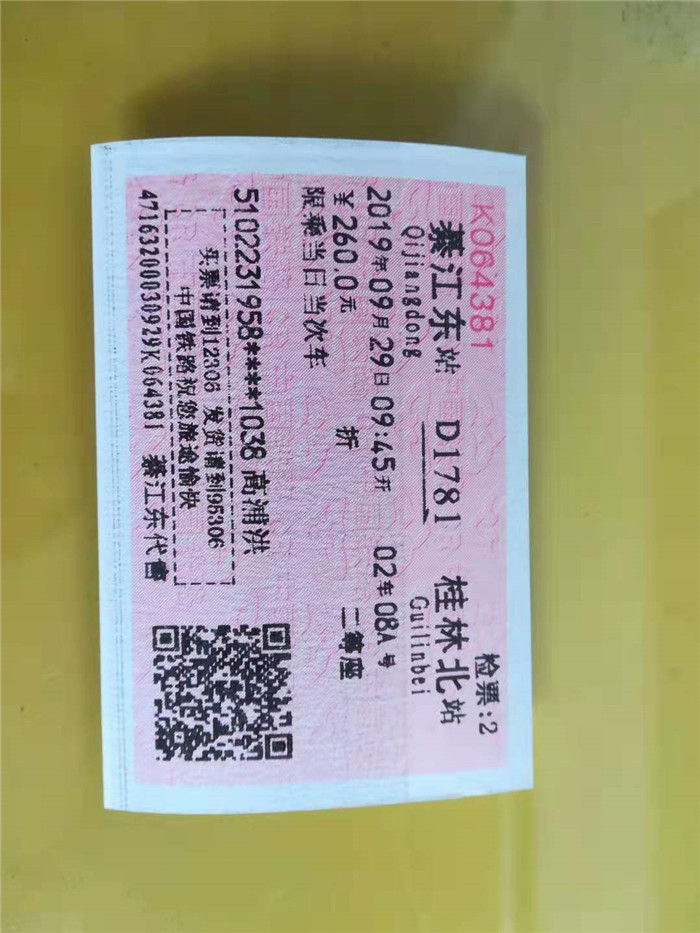 K064381
检票:2
綦江东站 D1781 桂林北站
Qijiangdong Guilinbei
2019年09月29日09:45开 02车08A号
￥260.0元 折 二等座
限乘当日当次车
5102231958****1038 高浦洪
买票请到12306 发货请到95306
中国铁路祝您旅途愉快
47163200030929K064381 綦江东代售